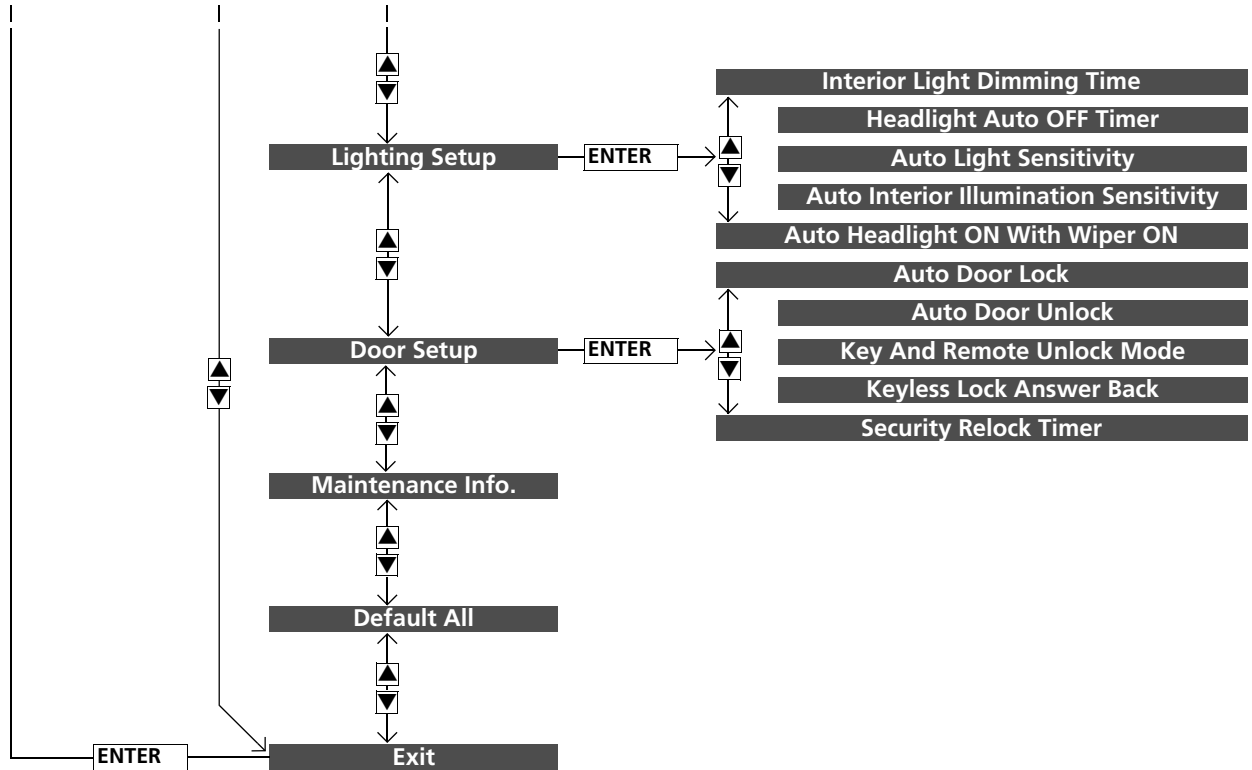 Interior Light Dimming Time
Headlight Auto OFF Timer
Lighting Setup
ENTER
Auto Light Sensitivity
Auto Interior Illumination Sensitivity
Auto Headlight ON With Wiper ON
Auto Door Lock
Auto Door Unlock
Door Setup
ENTER
Key And Remote Unlock Mode
Keyless Lock Answer Back
Security Relock Timer
Maintenance Info.
Default All
ENTER
Exit